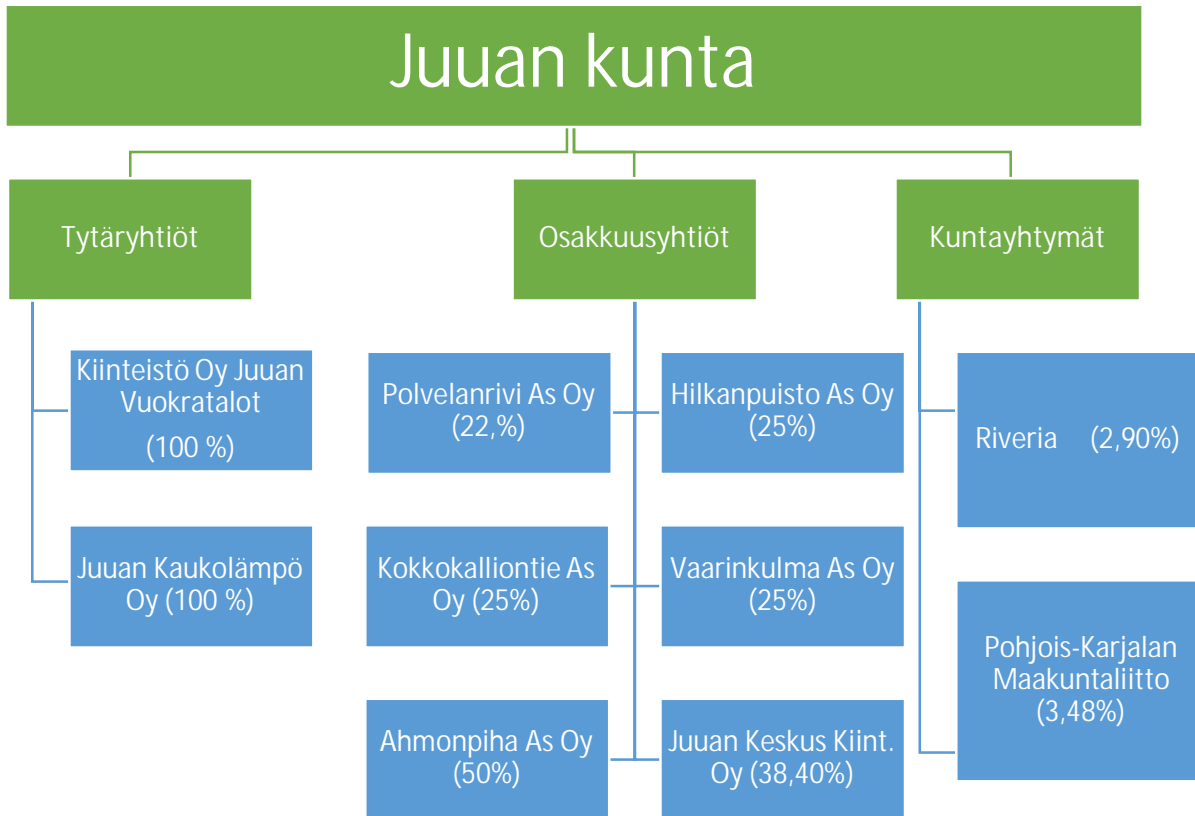 Juuan kunta
Tytäryhtiöt
Kiinteistö Oy Juuan
Vuokratalot
(100 %)
Juuan Kaukolämpö
Oy (100 %)
Osakkuusyhtiöt
Polvelanrivi As Oy
(22,%)
Hilkanpuisto As Oy
(25%)
Kokkokalliontie As
Oy (25%)
Vaarinkulma As Oy
(25%)
Ahmonpiha As Oy
(50%)
Juuan Keskus Kiint.
Oy (38,40%)
Kuntayhtymät
Riveria (2,90%)
Pohjois-Karjalan
Maakuntaliitto
(3,48%)